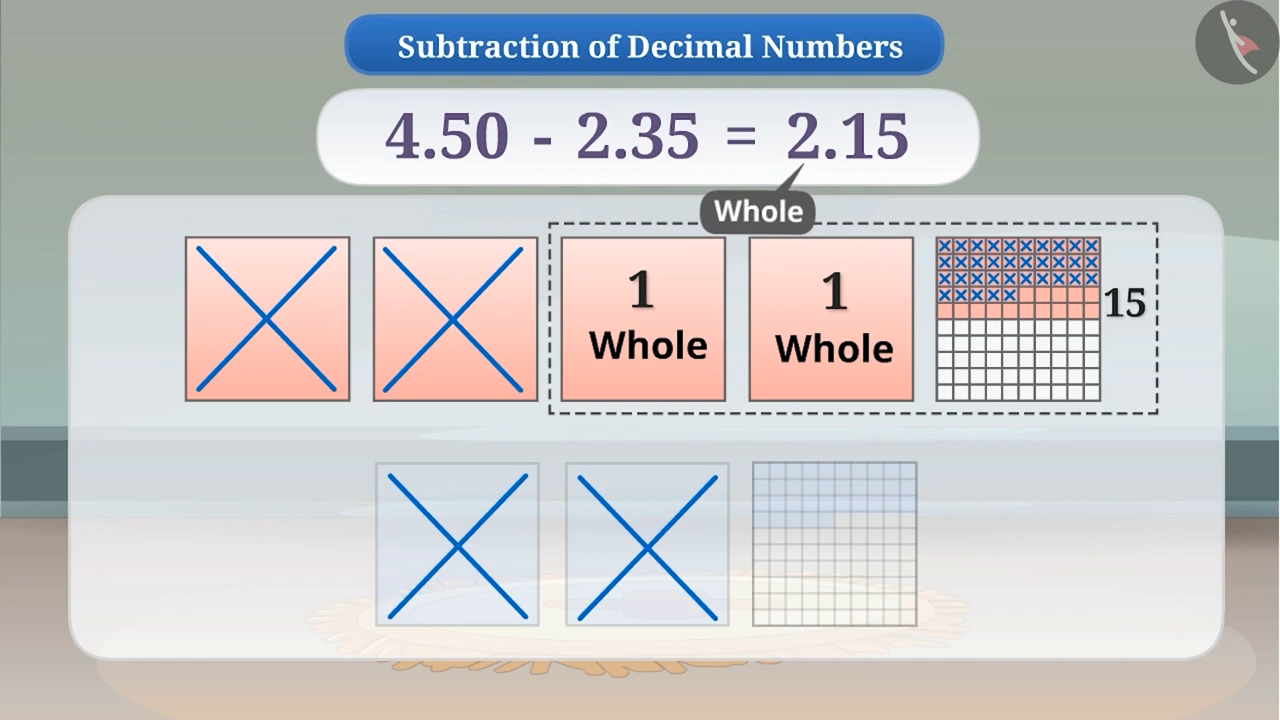 Subtraction of Decimal Numbers
4.50 - 2.35 = 2.15
Whole
1
Whole
1
Whole
15